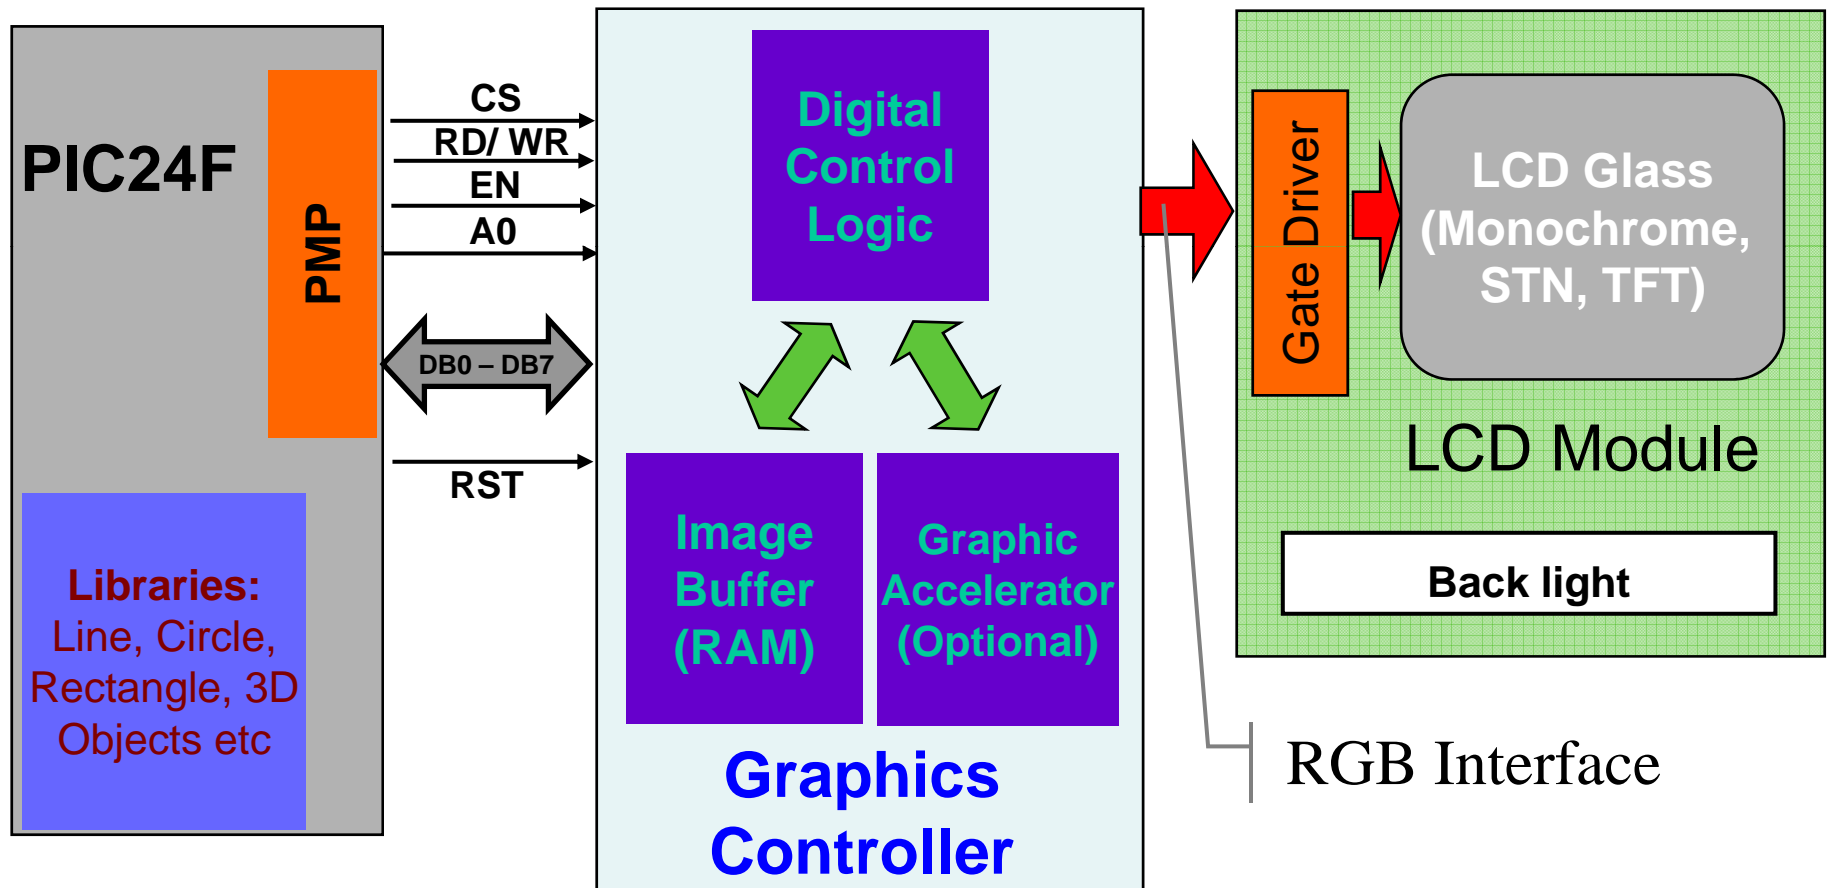 PIC24F
PMP
Libraries:
Line, Circle,
Rectangle, 3D
Objects etc
CS
RD/ WR
EN
A0
DB0 – DB7
RST
Digital
Control
Logic
Image
Buffer
(RAM)
Graphic
Accelerator
(Optional)
Graphics
Controller
Gate Driver
LCD Glass
(Monochrome,
STN, TFT)
LCD Module
Back light
RGB Interface